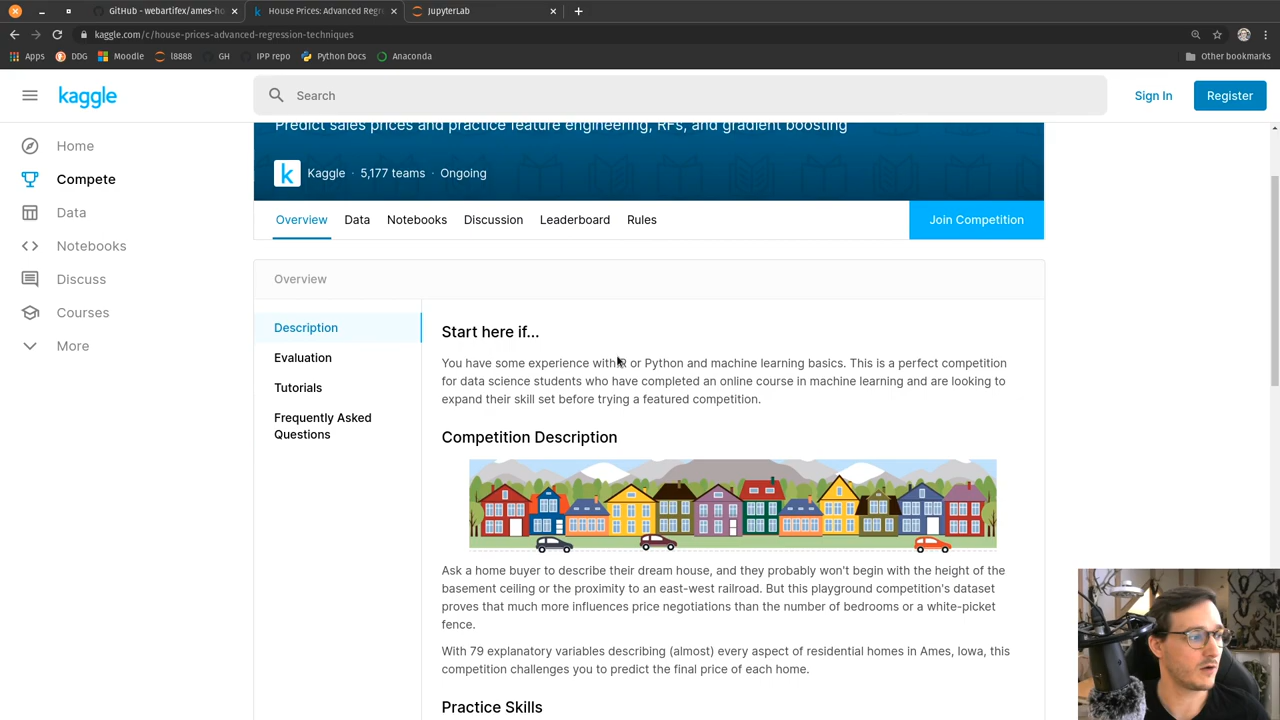 GitHub - webartifex/ames-ho
House Prices: Advanced Regre
JupyterLab
kaggle.com/c/house-prices-advanced-regression-techniques
Apps
DDG
Moodle
l8888
GH
IPP repo
Python Docs
Anaconda
Other bookmarks
kaggle
Search
Sign In
Register
Home
Compete
Data
Notebooks
Discuss
Courses
More
Predict sales prices and practice feature engineering, RFs, and gradient boosting
k
Kaggle · 5,177 teams · Ongoing
Overview
Data
Notebooks
Discussion
Leaderboard
Rules
Join Competition
Overview
Description
Evaluation
Tutorials
Frequently Asked
Questions
Start here if...
You have some experience with R or Python and machine learning basics. This is a perfect competition
for data science students who have completed an online course in machine learning and are looking to
expand their skill set before trying a featured competition.
Competition Description
Ask a home buyer to describe their dream house, and they probably won't begin with the height of the
basement ceiling or the proximity to an east-west railroad. But this playground competition's dataset
proves that much more influences price negotiations than the number of bedrooms or a white-picket
fence.
With 79 explanatory variables describing (almost) every aspect of residential homes in Ames, Iowa, this
competition challenges you to predict the final price of each home.
Practice Skills